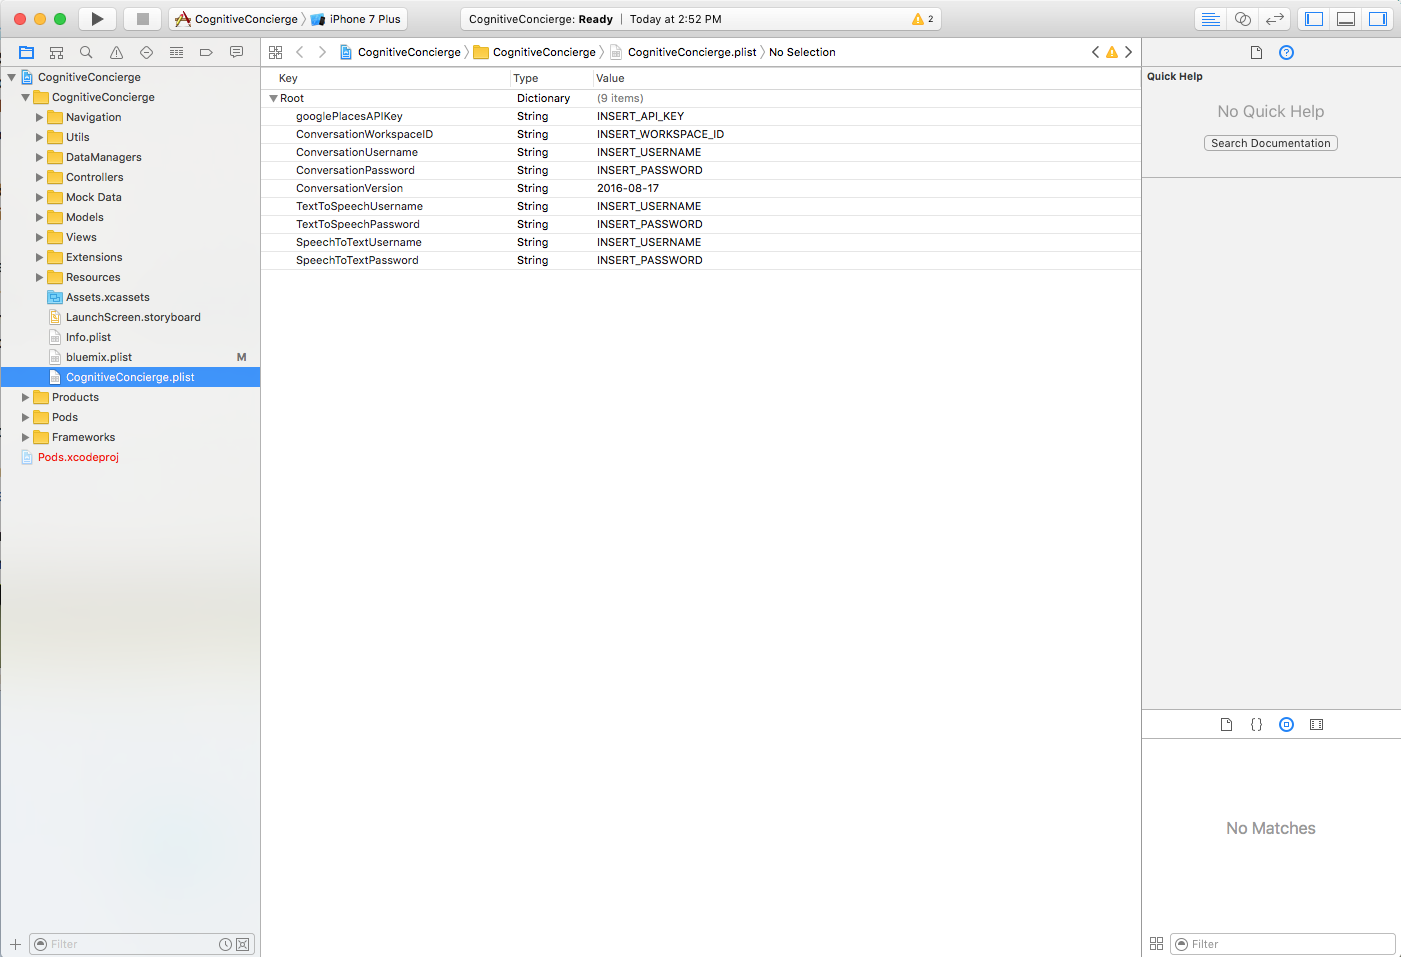 CognitiveConcierge iPhone 7 Plus CognitiveConcierge: Ready Today at 2:52 PM 2
CognitiveConcierge CognitiveConcierge CognitiveConcierge.plist No Selection
CognitiveConcierge
CognitiveConcierge
Navigation
Utils
DataManagers
Controllers
Mock Data
Models
Views
Extensions
Resources
Assets.xcassets
LaunchScreen.storyboard
Info.plist
bluemix.plist M
CognitiveConcierge.plist
Products
Pods
Frameworks
Pods.xcodeproj
Filter
Key Type Value
Root Dictionary (9 items)
googlePlacesAPIKey String INSERT_API_KEY
ConversationWorkspaceID String INSERT_WORKSPACE_ID
ConversationUsername String INSERT_USERNAME
ConversationPassword String INSERT_PASSWORD
ConversationVersion String 2016-08-17
TextToSpeechUsername String INSERT_USERNAME
TextToSpeechPassword String INSERT_PASSWORD
SpeechToTextUsername String INSERT_USERNAME
SpeechToTextPassword String INSERT_PASSWORD
Quick Help
No Quick Help
Search Documentation
{ }
No Matches
Filter